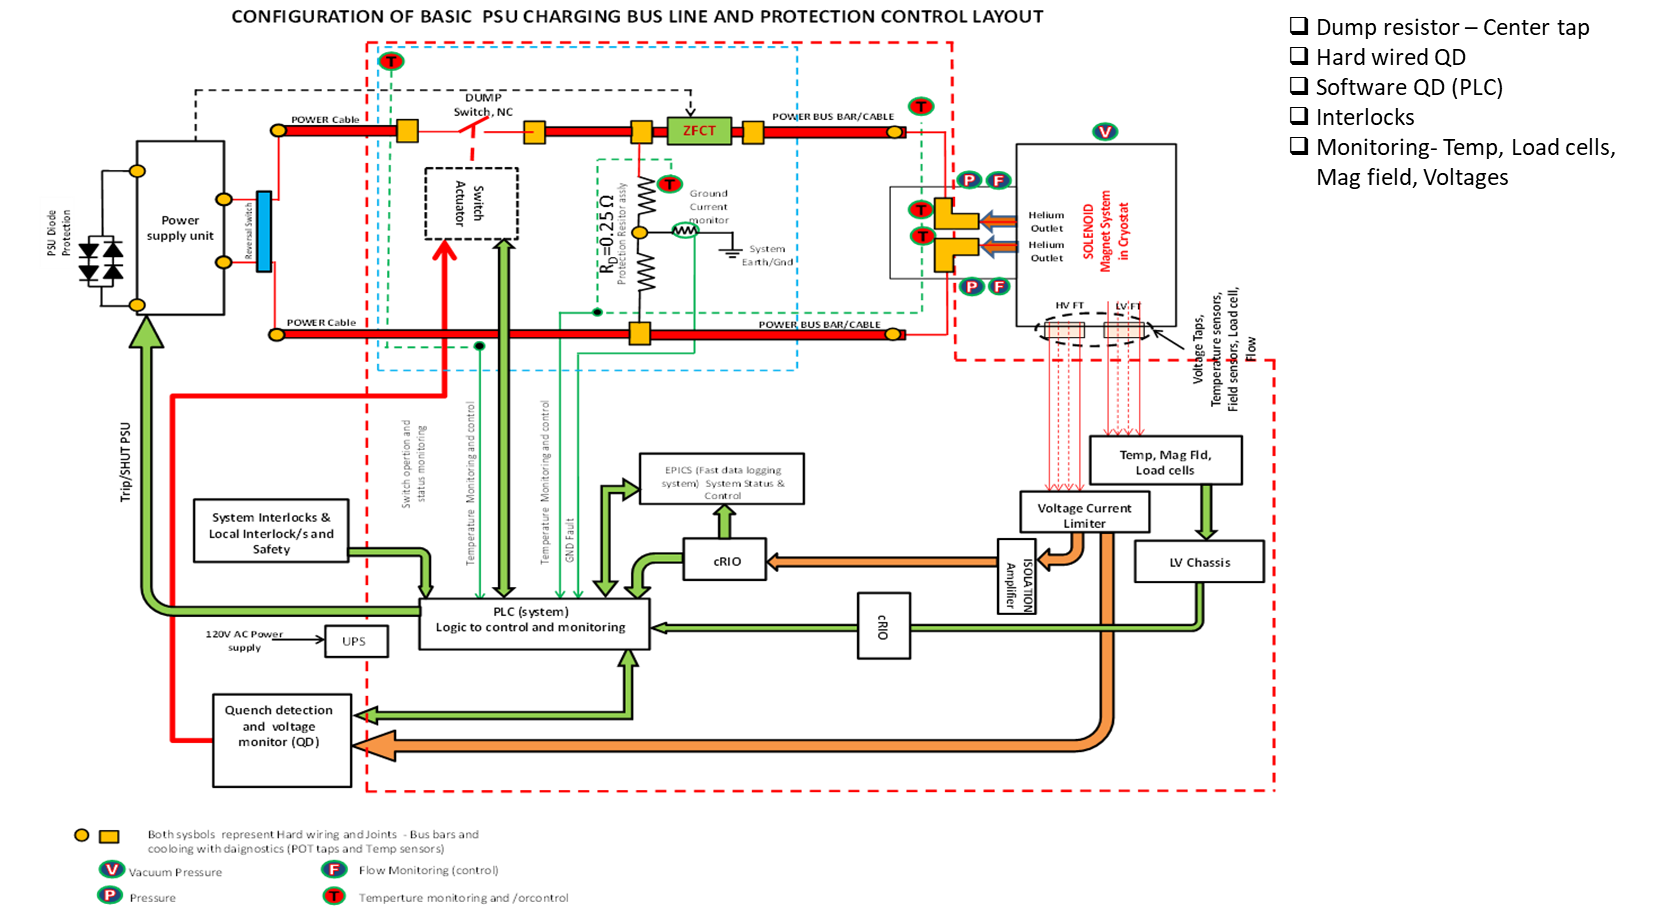 CONFIGURATION OF BASIC PSU CHARGING BUS LINE AND PROTECTION CONTROL LAYOUT
Dump resistor – Center tap
Hard wired QD
Software QD (PLC)
Interlocks
Monitoring- Temp, Load cells,
Mag field, Voltages
T
DUMP
Switch, NC
POWER Cable
ZFCT
POWER BUS BAR/CABLE
T
V
Power
supply unit
PSU Diode
Protection
Reversal Switch
Switch
Actuator
T
Ground
Current
monitor
RD=0.25Ω
Protection Resitor assly
System
Earth/Gnd
P
F
T
T
Helium
Outlet
Helium
Outlet
SOLENOID
Magnet System
in Cryostat
P
F
HV FT
LV FT
POWER Cable
POWER BUS BAR/CABLE
Voltage Taps,
Temperature sensors,
Field sensors, Load cell,
Flow
Trip/SHUT PSU
Switch opertion and
status monitoring
Temperature Monitoring and control
Temperature Monitoring and control
GND Fault
EPICS (Fast data logging
system) System Status &
Control
Temp, Mag Fld,
Load cells
Voltage Current
Limiter
System Interlocks &
Local Interlock/s and
Safety
cRIO
ISOLATION
Amplifier
LV Chassis
PLC (system)
Logic to control and monitoring
cRIO
120V AC Power
supply
UPS
Quench detection
and voltage
monitor (QD)
Both sysbols represent Hard wiring and Joints - Bus bars and
cooloing with daignostics (POT taps and Temp sensors)
V Vacuum Pressure
F Flow Monitoring (control)
P Pressure
T Temperture monitoring and /orcontrol